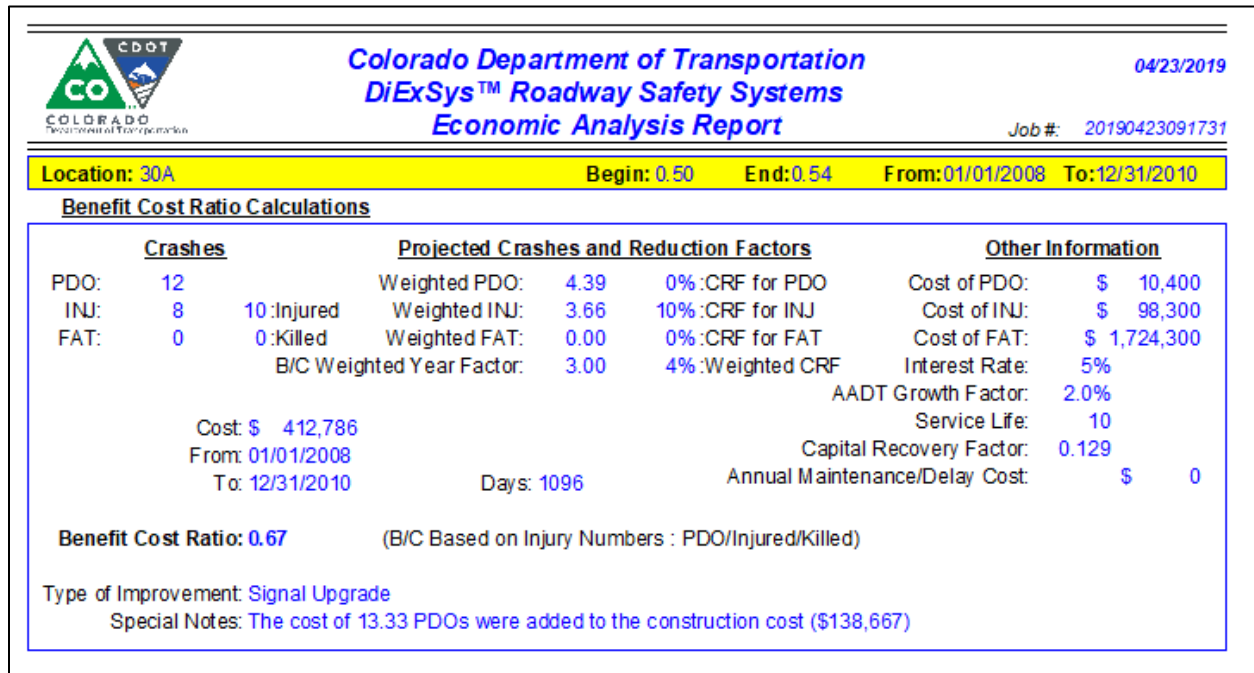 CDOT
CO
COLORADO
Department of Transportation
Colorado Department of Transportation
DiExSys™ Roadway Safety Systems
Economic Analysis Report
04/23/2019
Job #: 20190423091731
Location: 30A Begin: 0.50 End:0.54 From:01/01/2008 To:12/31/2010
Benefit Cost Ratio Calculations
Crashes Projected Crashes and Reduction Factors Other Information
PDO: 12 Weighted PDO: 4.39 0% :CRF for PDO Cost of PDO: $ 10,400
INJ: 8 10 :Injured Weighted INJ: 3.66 10% :CRF for INJ Cost of INJ: $ 98,300
FAT: 0 0 :Killed Weighted FAT: 0.00 0% :CRF for FAT Cost of FAT: $ 1,724,300
B/C Weighted Year Factor: 3.00 4% :Weighted CRF Interest Rate: 5%
AADT Growth Factor: 2.0%
Cost: $ 412,786 Service Life: 10
From: 01/01/2008 Capital Recovery Factor: 0.129
To: 12/31/2010 Days: 1096 Annual Maintenance/Delay Cost: $ 0
Benefit Cost Ratio: 0.67 (B/C Based on Injury Numbers : PDO/Injured/Killed)
Type of Improvement: Signal Upgrade
Special Notes: The cost of 13.33 PDOs were added to the construction cost ($138,667)